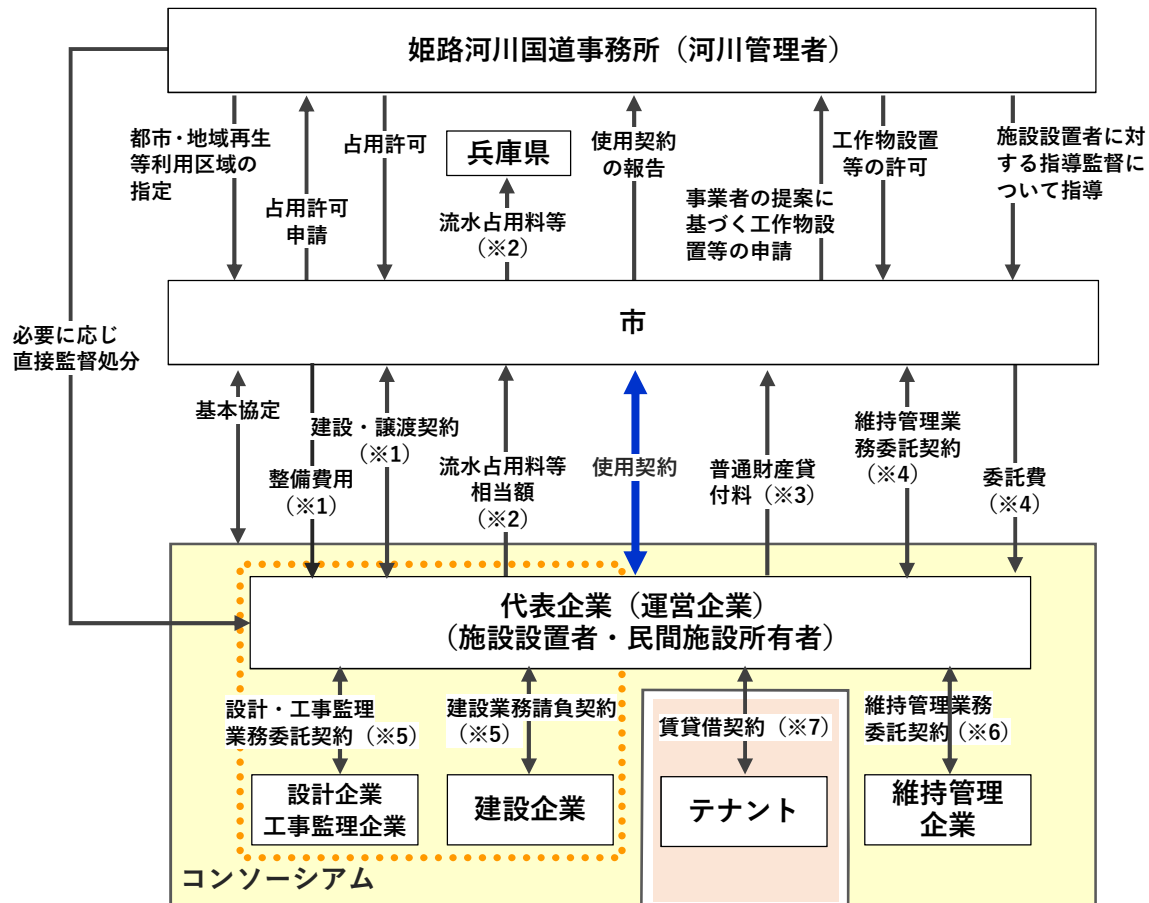 姫路河川国道事務所（河川管理者）
都市・地域再生
等利用区域の
指定
占用許可
申請
占用許可
兵庫県
流水占用料等
（※2）
使用契約
の報告
事業者の提案に
基づく工作物設
置等の申請
工作物設置
等の許可
施設設置者に対
する指導監督に
ついて指導
市
必要に応じ
直接監督処分
基本協定
整備費用
（※1）
建設・譲渡契約
（※1）
流水占用料等
相当額
（※2）
使用契約
普通財産貸
付料（※3）
維持管理業
務委託契約
（※4）
委託費
（※4）
代表企業（運営企業）
（施設設置者・民間施設所有者）
設計・工事監理
業務委託契約（※5）
建設業務請負契約
（※5）
賃貸借契約（※7）
維持管理業務
委託契約（※6）
設計企業
工事監理企業
建設企業
テナント
維持管理
企業
コンソーシアム